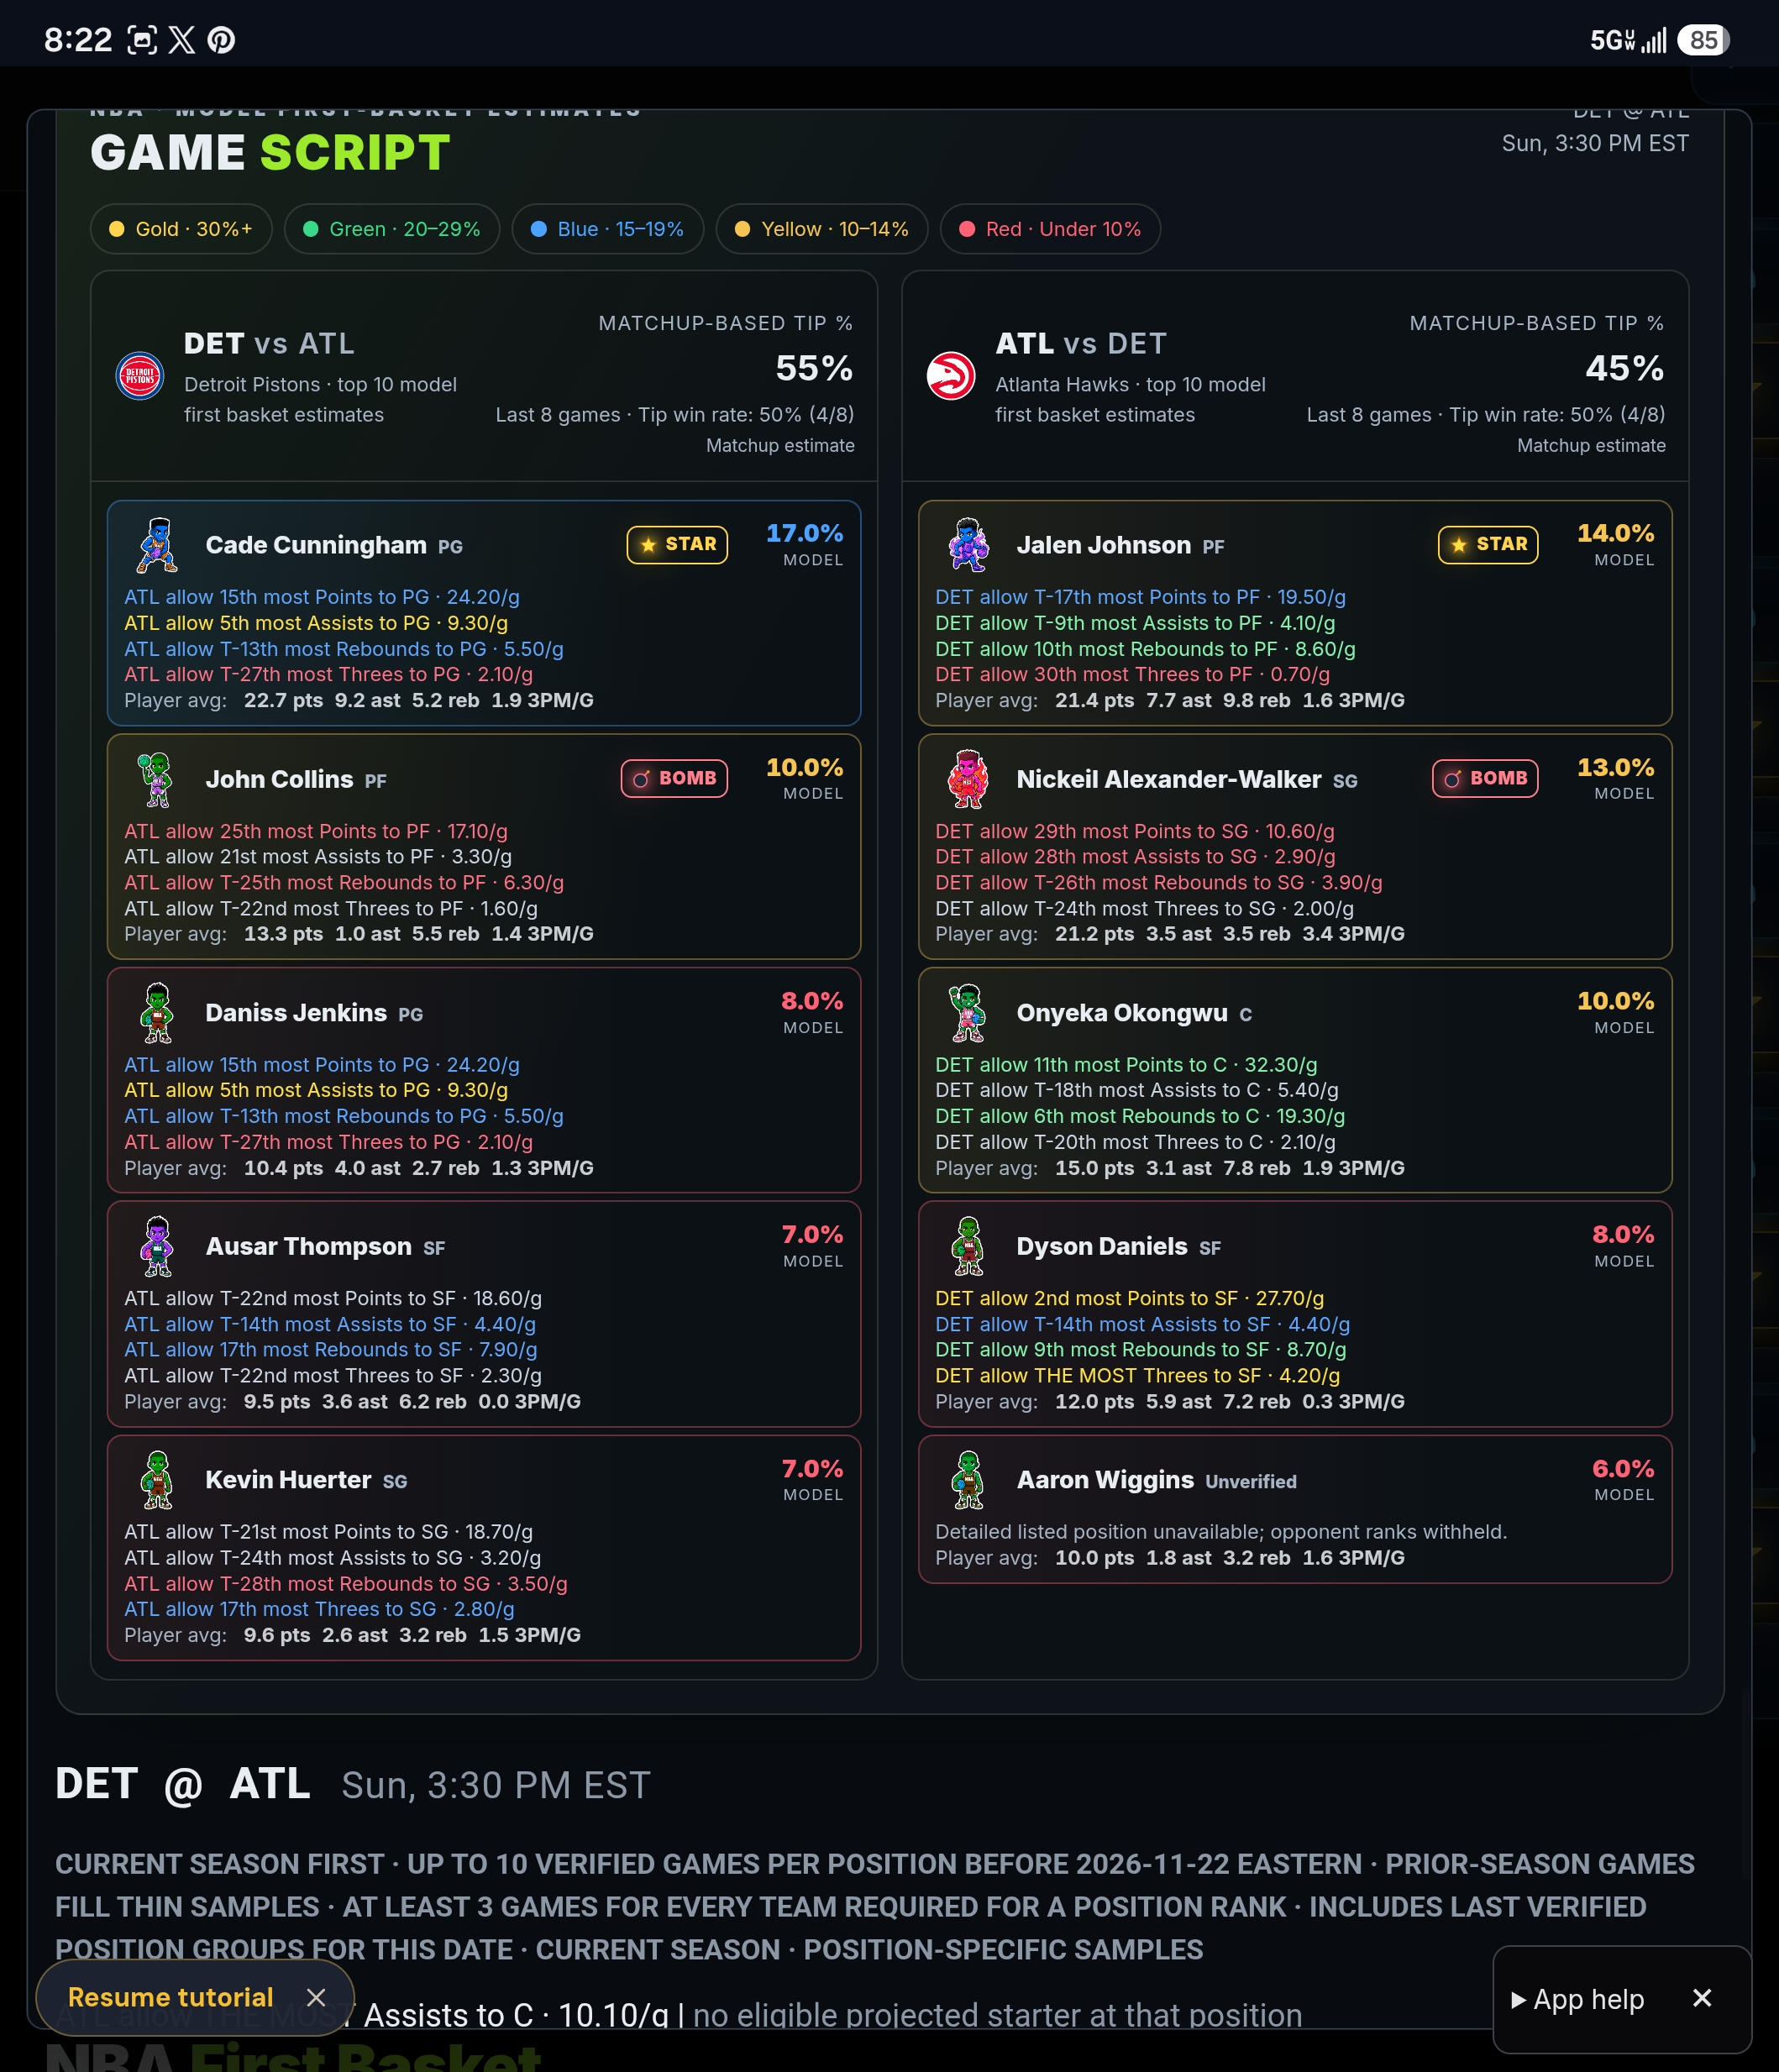 8:22
5G UW 85
NBA · MODEL FIRST-BASKET ESTIMATES
DET @ ATL
GAME SCRIPT
Sun, 3:30 PM EST
Gold · 30%+
Green · 20–29%
Blue · 15–19%
Yellow · 10–14%
Red · Under 10%
DET vs ATL
Detroit Pistons · top 10 model
first basket estimates
MATCHUP-BASED TIP %
55%
Last 8 games · Tip win rate: 50% (4/8)
Matchup estimate
DETROIT
PISTONS
Cade Cunningham PG
STAR
17.0%
MODEL
ATL allow 15th most Points to PG · 24.20/g
ATL allow 5th most Assists to PG · 9.30/g
ATL allow T-13th most Rebounds to PG · 5.50/g
ATL allow T-27th most Threes to PG · 2.10/g
Player avg: 22.7 pts 9.2 ast 5.2 reb 1.9 3PM/G
John Collins PF
BOMB
10.0%
MODEL
ATL allow 25th most Points to PF · 17.10/g
ATL allow 21st most Assists to PF · 3.30/g
ATL allow T-25th most Rebounds to PF · 6.30/g
ATL allow T-22nd most Threes to PF · 1.60/g
Player avg: 13.3 pts 1.0 ast 5.5 reb 1.4 3PM/G
Daniss Jenkins PG
8.0%
MODEL
ATL allow 15th most Points to PG · 24.20/g
ATL allow 5th most Assists to PG · 9.30/g
ATL allow T-13th most Rebounds to PG · 5.50/g
ATL allow T-27th most Threes to PG · 2.10/g
Player avg: 10.4 pts 4.0 ast 2.7 reb 1.3 3PM/G
Ausar Thompson SF
7.0%
MODEL
ATL allow T-22nd most Points to SF · 18.60/g
ATL allow T-14th most Assists to SF · 4.40/g
ATL allow 17th most Rebounds to SF · 7.90/g
ATL allow T-22nd most Threes to SF · 2.30/g
Player avg: 9.5 pts 3.6 ast 6.2 reb 0.0 3PM/G
Kevin Huerter SG
7.0%
MODEL
ATL allow T-21st most Points to SG · 18.70/g
ATL allow T-24th most Assists to SG · 3.20/g
ATL allow T-28th most Rebounds to SG · 3.50/g
ATL allow 17th most Threes to SG · 2.80/g
Player avg: 9.6 pts 2.6 ast 3.2 reb 1.5 3PM/G
ATL vs DET
Atlanta Hawks · top 10 model
first basket estimates
MATCHUP-BASED TIP %
45%
Last 8 games · Tip win rate: 50% (4/8)
Matchup estimate
Jalen Johnson PF
STAR
14.0%
MODEL
DET allow T-17th most Points to PF · 19.50/g
DET allow T-9th most Assists to PF · 4.10/g
DET allow 10th most Rebounds to PF · 8.60/g
DET allow 30th most Threes to PF · 0.70/g
Player avg: 21.4 pts 7.7 ast 9.8 reb 1.6 3PM/G
Nickeil Alexander-Walker SG
BOMB
13.0%
MODEL
DET allow 29th most Points to SG · 10.60/g
DET allow 28th most Assists to SG · 2.90/g
DET allow T-26th most Rebounds to SG · 3.90/g
DET allow T-24th most Threes to SG · 2.00/g
Player avg: 21.2 pts 3.5 ast 3.5 reb 3.4 3PM/G
Onyeka Okongwu C
10.0%
MODEL
DET allow 11th most Points to C · 32.30/g
DET allow T-18th most Assists to C · 5.40/g
DET allow 6th most Rebounds to C · 19.30/g
DET allow T-20th most Threes to C · 2.10/g
Player avg: 15.0 pts 3.1 ast 7.8 reb 1.9 3PM/G
Dyson Daniels SF
8.0%
MODEL
DET allow 2nd most Points to SF · 27.70/g
DET allow T-14th most Assists to SF · 4.40/g
DET allow 9th most Rebounds to SF · 8.70/g
DET allow THE MOST Threes to SF · 4.20/g
Player avg: 12.0 pts 5.9 ast 7.2 reb 0.3 3PM/G
Aaron Wiggins Unverified
6.0%
MODEL
Detailed listed position unavailable; opponent ranks withheld.
Player avg: 10.0 pts 1.8 ast 3.2 reb 1.6 3PM/G
DET @ ATL Sun, 3:30 PM EST
CURRENT SEASON FIRST · UP TO 10 VERIFIED GAMES PER POSITION BEFORE 2026-11-22 EASTERN · PRIOR-SEASON GAMES
FILL THIN SAMPLES · AT LEAST 3 GAMES FOR EVERY TEAM REQUIRED FOR A POSITION RANK · INCLUDES LAST VERIFIED
POSITION GROUPS FOR THIS DATE · CURRENT SEASON · POSITION-SPECIFIC SAMPLES
Resume tutorial
ATL allow THE MOST Assists to C · 10.10/g | no eligible projected starter at that position
App help
NBA First Basket